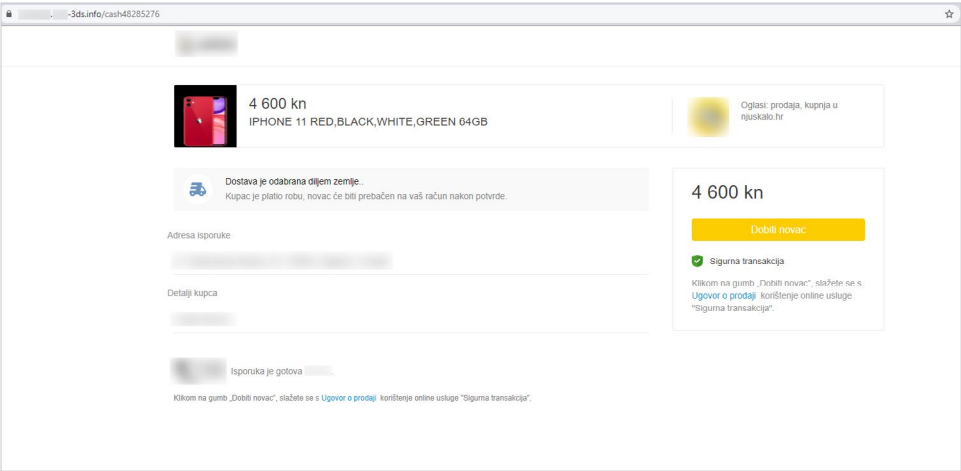 -3ds.info/cash48285276
4 600 kn
IPHONE 11 RED,BLACK,WHITE,GREEN 64GB
Oglasi: prodaja, kupnja u
njuskalo.hr
Dostava je odabrana diljem zemlje..
Kupac je platio robu, novac će biti prebačen na vaš račun nakon potvrde.
Adresa isporuke
Detalji kupca
Isporuka je gotova
Klikom na gumb „Dobiti novac", slažete se s Ugovor o prodaji korištenje online usluge "Sigurna transakcija".
4 600 kn
Dobiti novac
Sigurna transakcija
Klikom na gumb „Dobiti novac", slažete se s
Ugovor o prodaji korištenje online usluge
"Sigurna transakcija".